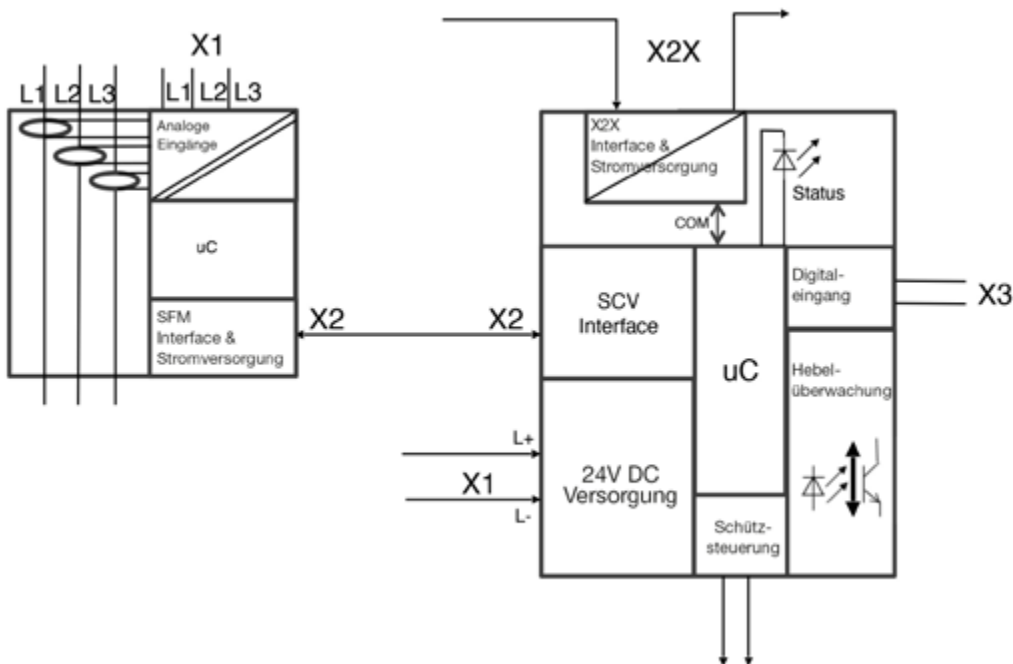 X1
L1 L2 L3
L1 L2 L3
Analoge
Eingänge
uC
SFM
Interface &
Stromversorgung
X2
X2
X2X
X2X
Interface &
Stromversorgung
COM
Status
SCV
Interface
uC
Digital-
eingang
X3
Hebel-
überwachung
L+
X1
L-
24V DC
Versorgung
Schütz-
steuerung